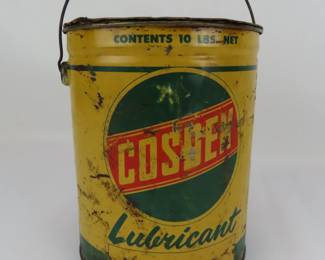 CONTENTS 10 LBS. NET
COSDEN
Lubricant